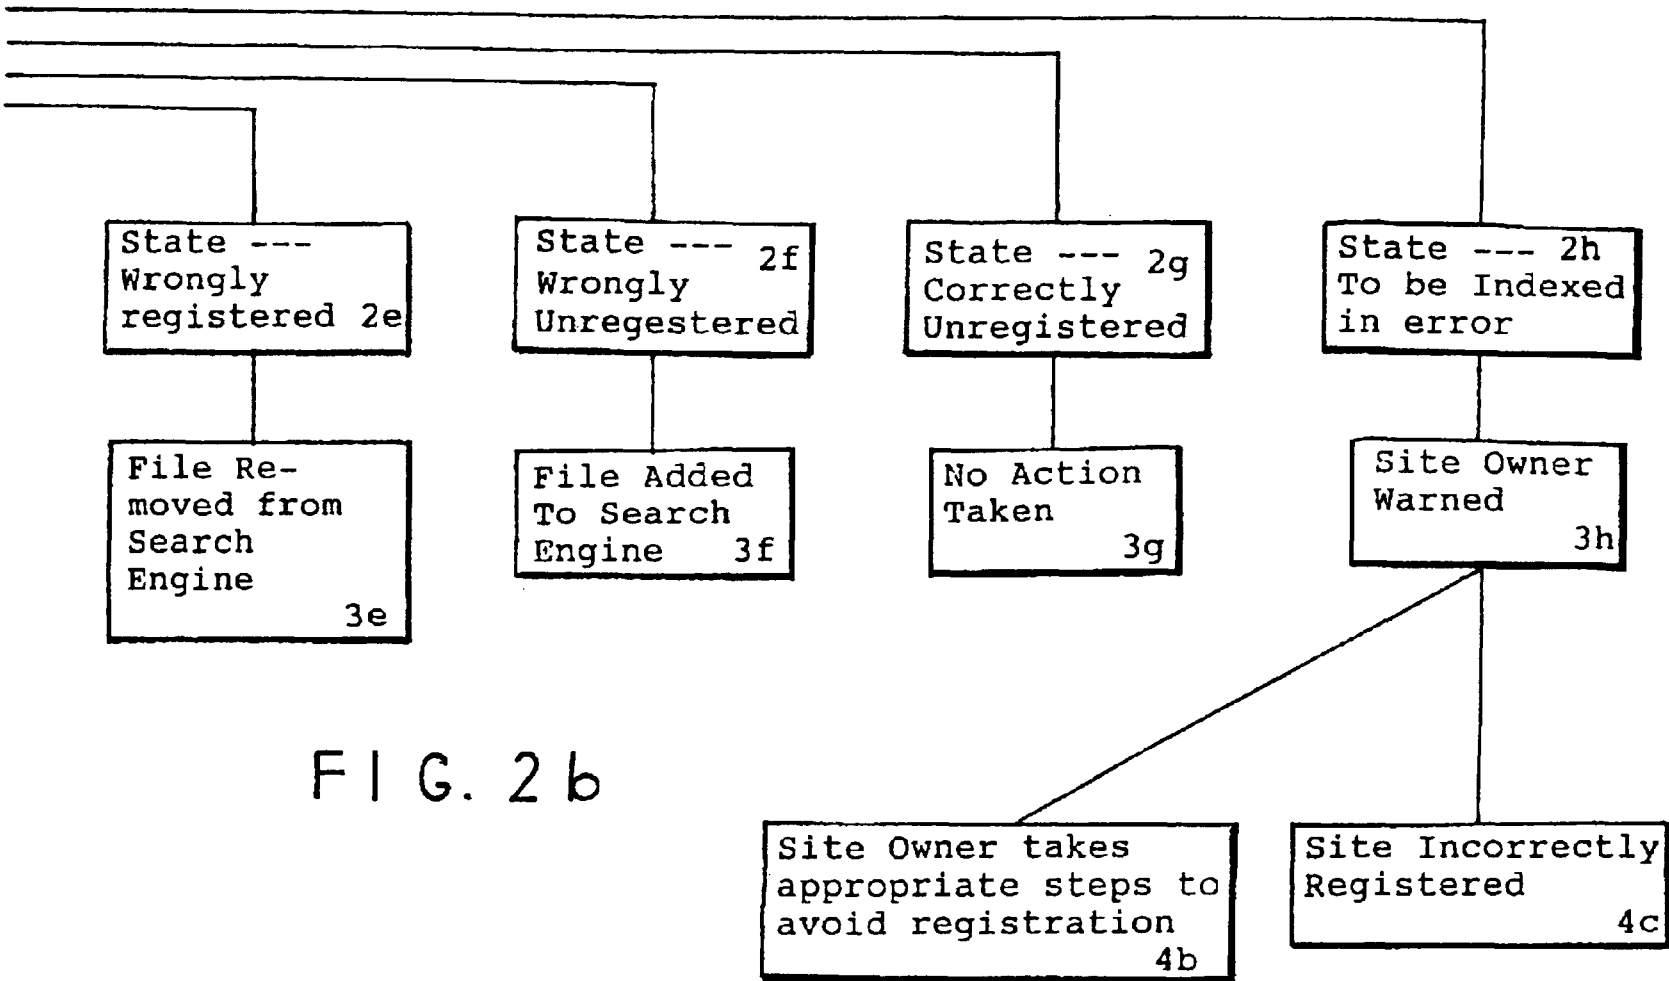 State ---
Wrongly
registered 2e
State --- 2f
Wrongly
Unregestered
State --- 2g
Correctly
Unregistered
State --- 2h
To be Indexed
in error
File Re-
moved from
Search
Engine
3e
File Added
To Search
Engine 3f
No Action
Taken
3g
Site Owner
Warned
3h
FIG. 2b
Site Owner takes
appropriate steps to
avoid registration
4b
Site Incorrectly
Registered
4c